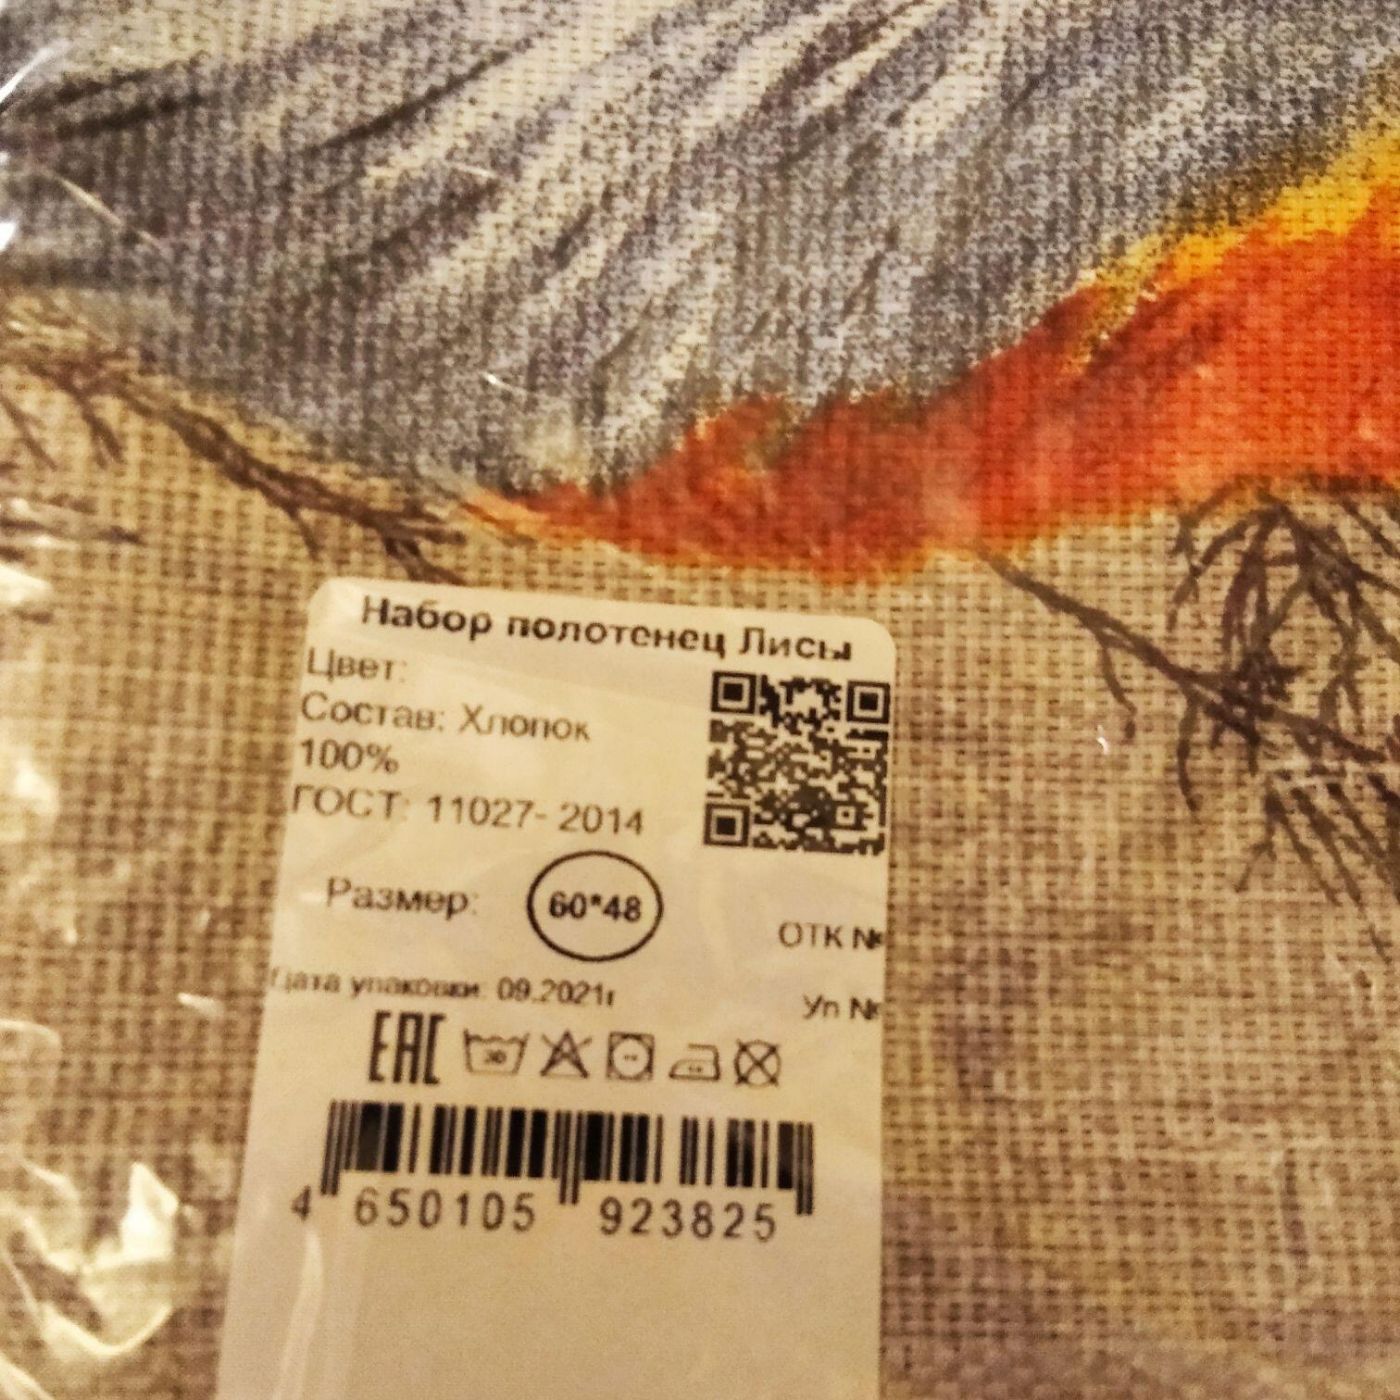 Набор полотенец Лисы
Цвет:
Состав: Хлопок
100%
ГОСТ: 11027- 2014
Размер: 60*48
ОТК №
Дата упаковки: 09.2021г
Уп №
ЕАС
30
4 650105 923825